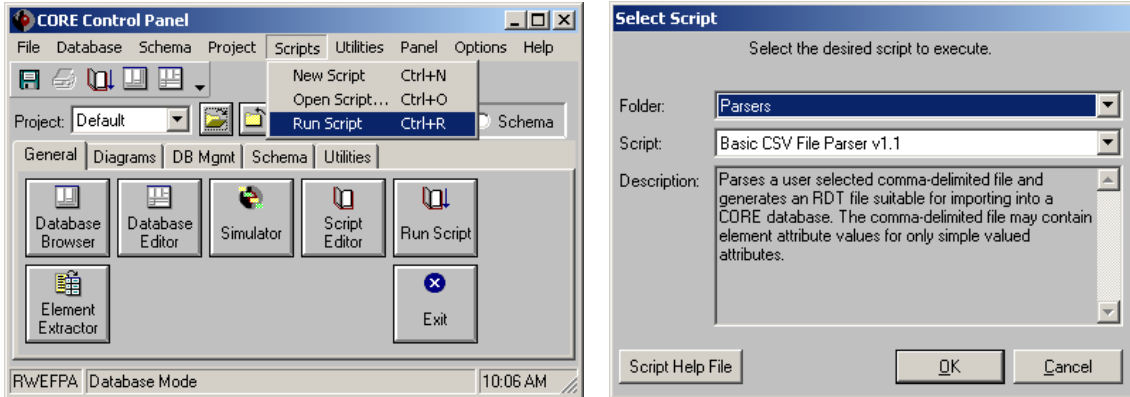 CORE Control Panel
File Database Schema Project Scripts Utilities Panel Options Help
New Script Ctrl+N
Open Script... Ctrl+O
Run Script Ctrl+R
Project: Default
Schema
General Diagrams DB Mgmt Schema Utilities
Database Browser
Database Editor
Simulator
Script Editor
Run Script
Element Extractor
Exit
RWEFPA Database Mode 10:06 AM
Select Script
Select the desired script to execute.
Folder: Parsers
Script: Basic CSV File Parser v1.1
Description: Parses a user selected comma-delimited file and
generates an RDT file suitable for importing into a
CORE database. The comma-delimited file may contain
element attribute values for only simple valued
attributes.
Script Help File OK Cancel